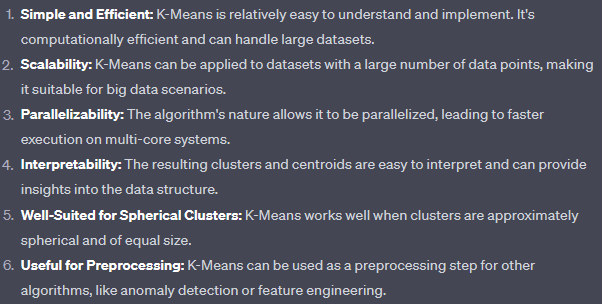 1. Simple and Efficient: K-Means is relatively easy to understand and implement. It's
computationally efficient and can handle large datasets.
2. Scalability: K-Means can be applied to datasets with a large number of data points, making
it suitable for big data scenarios.
3. Parallelizability: The algorithm's nature allows it to be parallelized, leading to faster
execution on multi-core systems.
4. Interpretability: The resulting clusters and centroids are easy to interpret and can provide
insights into the data structure.
5. Well-Suited for Spherical Clusters: K-Means works well when clusters are approximately
spherical and of equal size.
6. Useful for Preprocessing: K-Means can be used as a preprocessing step for other
algorithms, like anomaly detection or feature engineering.